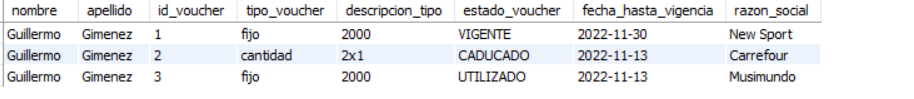 nombre apellido id_voucher tipo_voucher descripcion_tipo estado_voucher fecha_hasta_vigencia razon_social
Guillermo Gimenez 1 fijo 2000 VIGENTE 2022-11-30 New Sport
Guillermo Gimenez 2 cantidad 2x1 CADUCADO 2022-11-13 Carrefour
Guillermo Gimenez 3 fijo 2000 UTILIZADO 2022-11-13 Musimundo